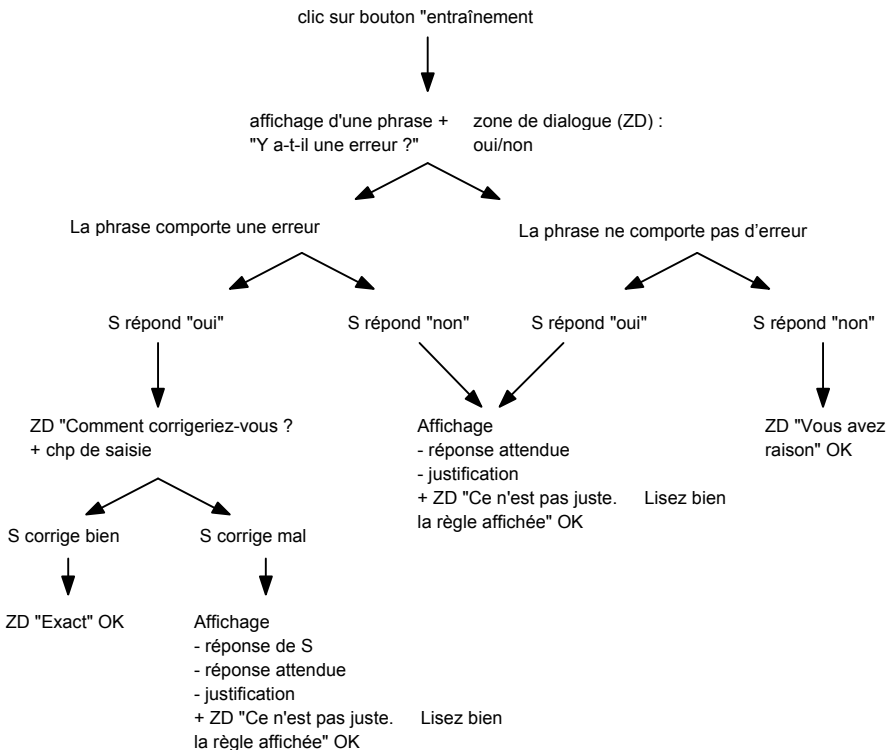 clic sur bouton "entraînement
affichage d'une phrase + zone de dialogue (ZD) :
"Y a-t-il une erreur ?" oui/non
La phrase comporte une erreur
La phrase ne comporte pas d'erreur
S répond "oui"
S répond "non"
S répond "oui"
S répond "non"
ZD "Comment corrigeriez-vous ?
+ chp de saisie
Affichage
- réponse attendue
- justification
+ ZD "Ce n'est pas juste. Lisez bien
la règle affichée" OK
ZD "Vous avez
raison" OK
S corrige bien
S corrige mal
ZD "Exact" OK
Affichage
- réponse de S
- réponse attendue
- justification
+ ZD "Ce n'est pas juste. Lisez bien
la règle affichée" OK